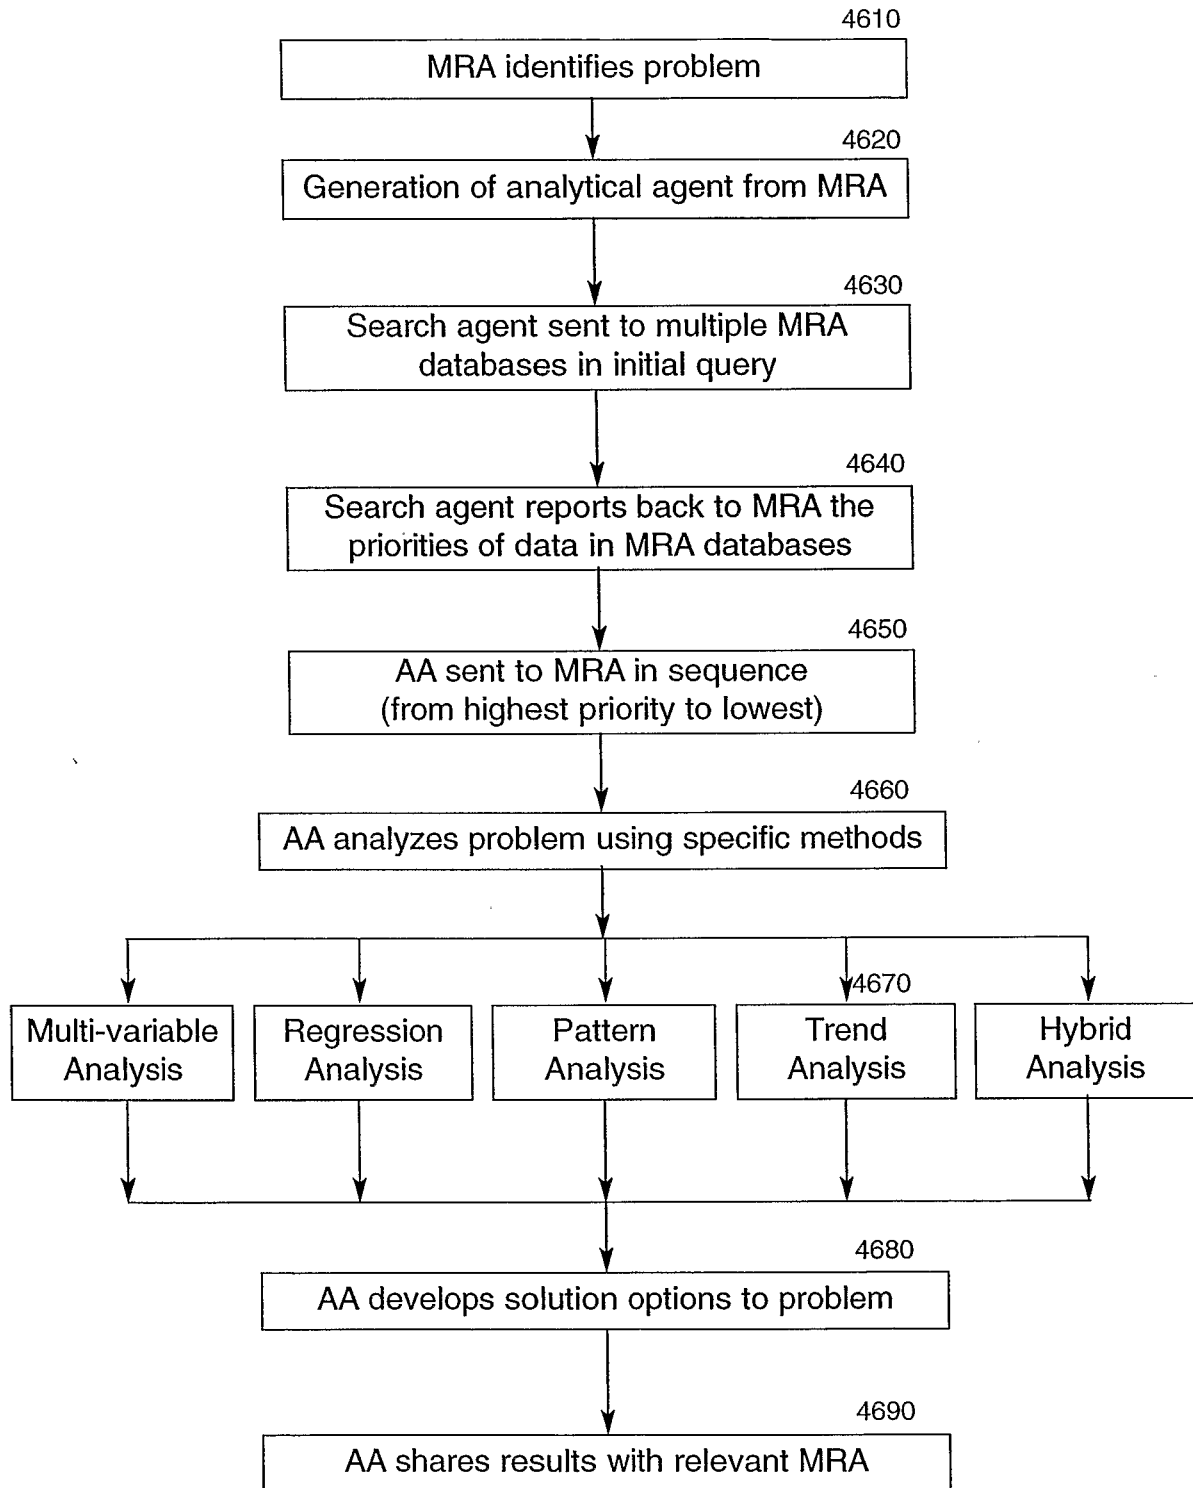 4610
MRA identifies problem
4620
Generation of analytical agent from MRA
4630
Search agent sent to multiple MRA
databases in initial query
4640
Search agent reports back to MRA the
priorities of data in MRA databases
4650
AA sent to MRA in sequence
(from highest priority to lowest)
4660
AA analyzes problem using specific methods
4670
Multi-variable
Analysis
Regression
Analysis
Pattern
Analysis
Trend
Analysis
Hybrid
Analysis
4680
AA develops solution options to problem
4690
AA shares results with relevant MRA